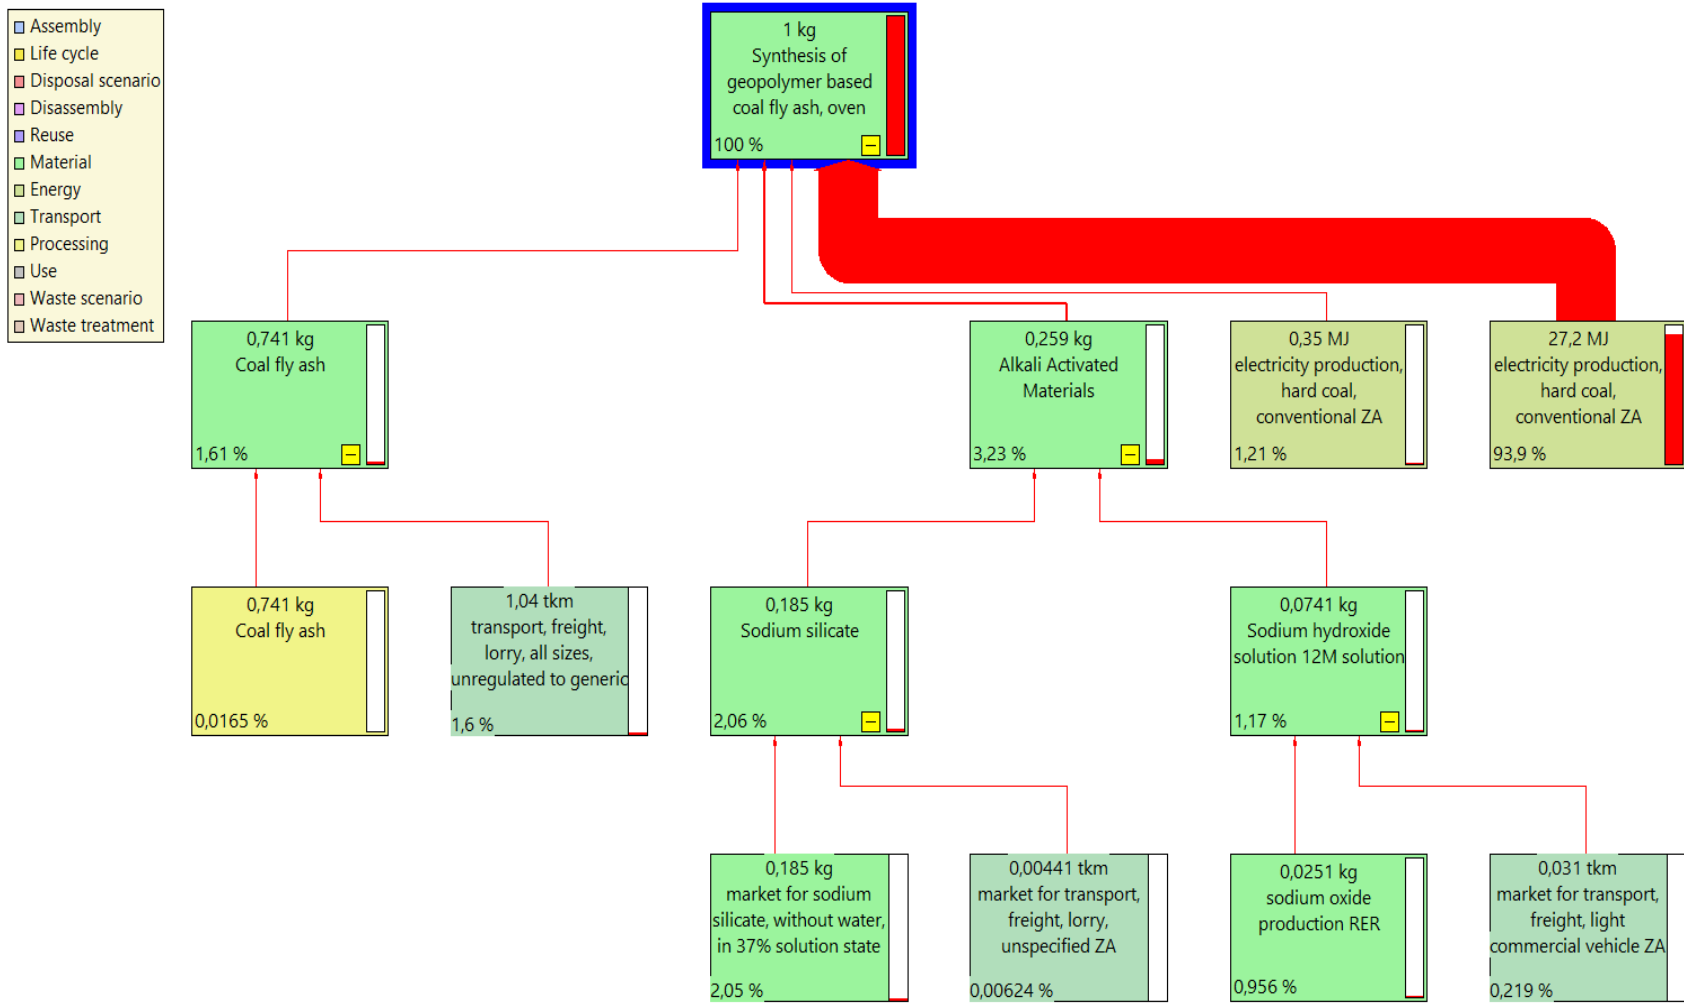 Assembly
Life cycle
Disposal scenario
Disassembly
Reuse
Material
Energy
Transport
Processing
Use
Waste scenario
Waste treatment
1 kg
Synthesis of
geopolymer based
coal fly ash, oven
100 %
0,741 kg
Coal fly ash
1,61 %
0,259 kg
Alkali Activated
Materials
3,23 %
0,35 MJ
electricity production,
hard coal,
conventional ZA
1,21 %
27,2 MJ
electricity production,
hard coal,
conventional ZA
93,9 %
0,741 kg
Coal fly ash
0,0165 %
1,04 tkm
transport, freight,
lorry, all sizes,
unregulated to generic
1,6 %
0,185 kg
Sodium silicate
2,06 %
0,0741 kg
Sodium hydroxide
solution 12M solution
1,17 %
0,185 kg
market for sodium
silicate, without water,
in 37% solution state
2,05 %
0,00441 tkm
market for transport,
freight, lorry,
unspecified ZA
0,00624 %
0,0251 kg
sodium oxide
production RER
0,956 %
0,031 tkm
market for transport,
freight, light
commercial vehicle ZA
0,219 %